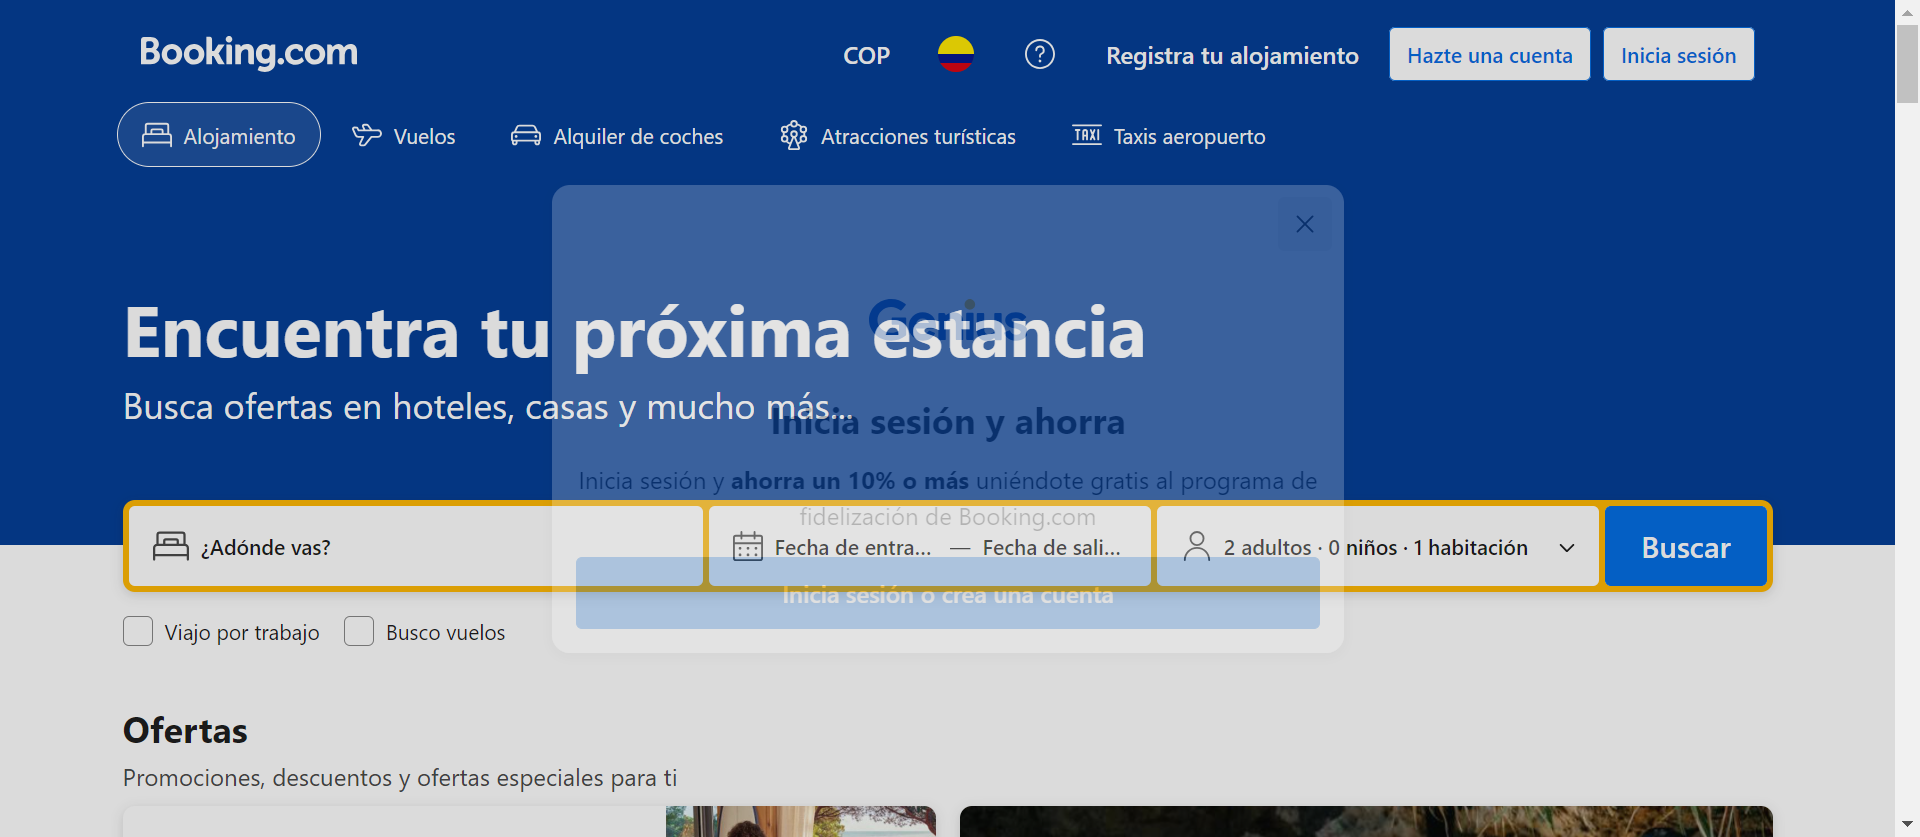 Booking.com
COP
Registra tu alojamiento
Hazte una cuenta
Inicia sesión
Alojamiento
Vuelos
Alquiler de coches
Atracciones turísticas
TAXI
Taxis aeropuerto
Genius
Encuentra tu próxima estancia
Busca ofertas en hoteles, casas y mucho más...
Inicia sesión y ahorra
Inicia sesión y ahorra un 10% o más uniéndote gratis al programa de
fidelización de Booking.com
¿Adónde vas?
Fecha de entra... — Fecha de sali...
2 adultos · 0 niños · 1 habitación
Buscar
Inicia sesión o crea una cuenta
Viajo por trabajo
Busco vuelos
Ofertas
Promociones, descuentos y ofertas especiales para ti